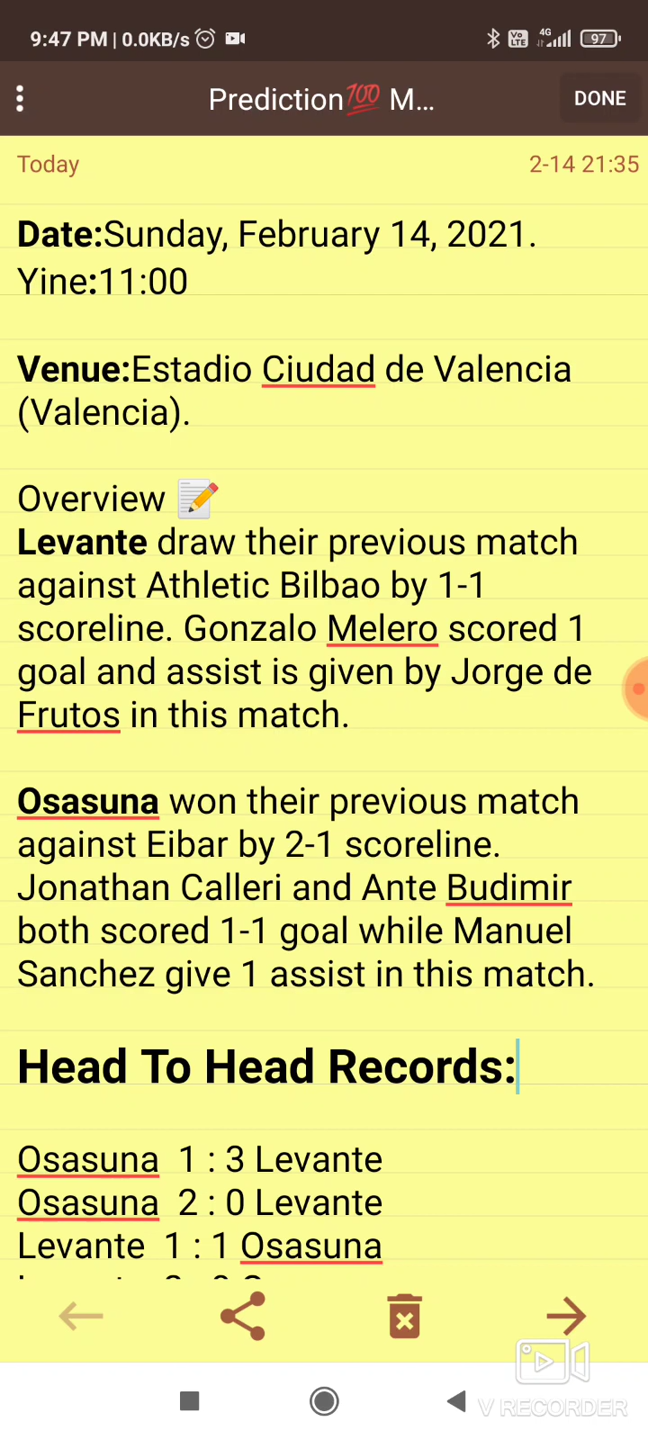 9:47 PM | 0.0KB/s
Vo LTE 4G 97
Prediction💯 M... DONE
Today 2-14 21:35
Date:Sunday, February 14, 2021.
Yine:11:00
Venue:Estadio Ciudad de Valencia
(Valencia).
Overview 📝
Levante draw their previous match
against Athletic Bilbao by 1-1
scoreline. Gonzalo Melero scored 1
goal and assist is given by Jorge de
Frutos in this match.
Osasuna won their previous match
against Eibar by 2-1 scoreline.
Jonathan Calleri and Ante Budimir
both scored 1-1 goal while Manuel
Sanchez give 1 assist in this match.
Head To Head Records:
Osasuna 1 : 3 Levante
Osasuna 2 : 0 Levante
Levante 1 : 1 Osasuna
V RECORDER